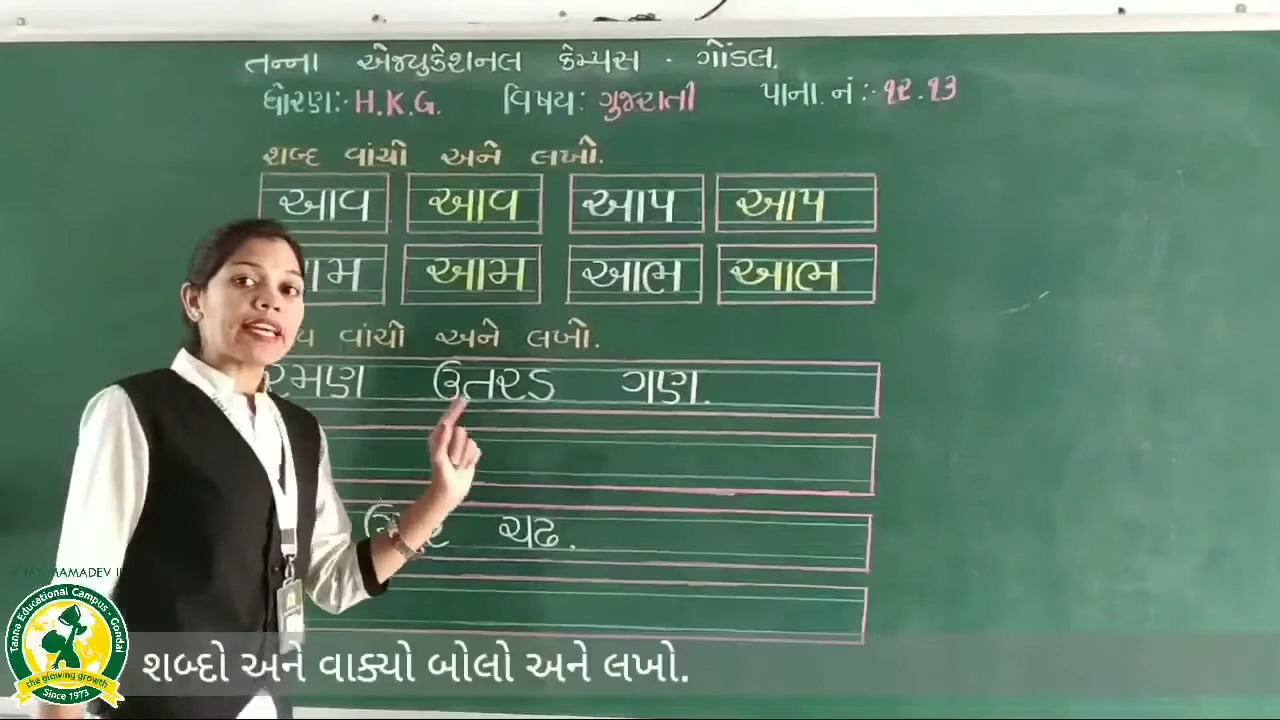 તન્ના એજ્યુકેશનલ કેમ્પસ - ગોંડલ.
ધોરણ:- H.K.G. વિષય: ગુજરાતી પાના.નં:- ૧૨.૧૩
શબ્દ વાંચો અને લખો.
આવ આવ આપ આપ
આમ આભ આભ
વાંચો અને લખો.
રમણ ઉતરડ ગણ.
ચઢ.
JAY MAMADEV
Tanna Educational Campus - Gondal
the glowing growth
Since 1973
શબ્દો અને વાક્યો બોલો અને લખો.